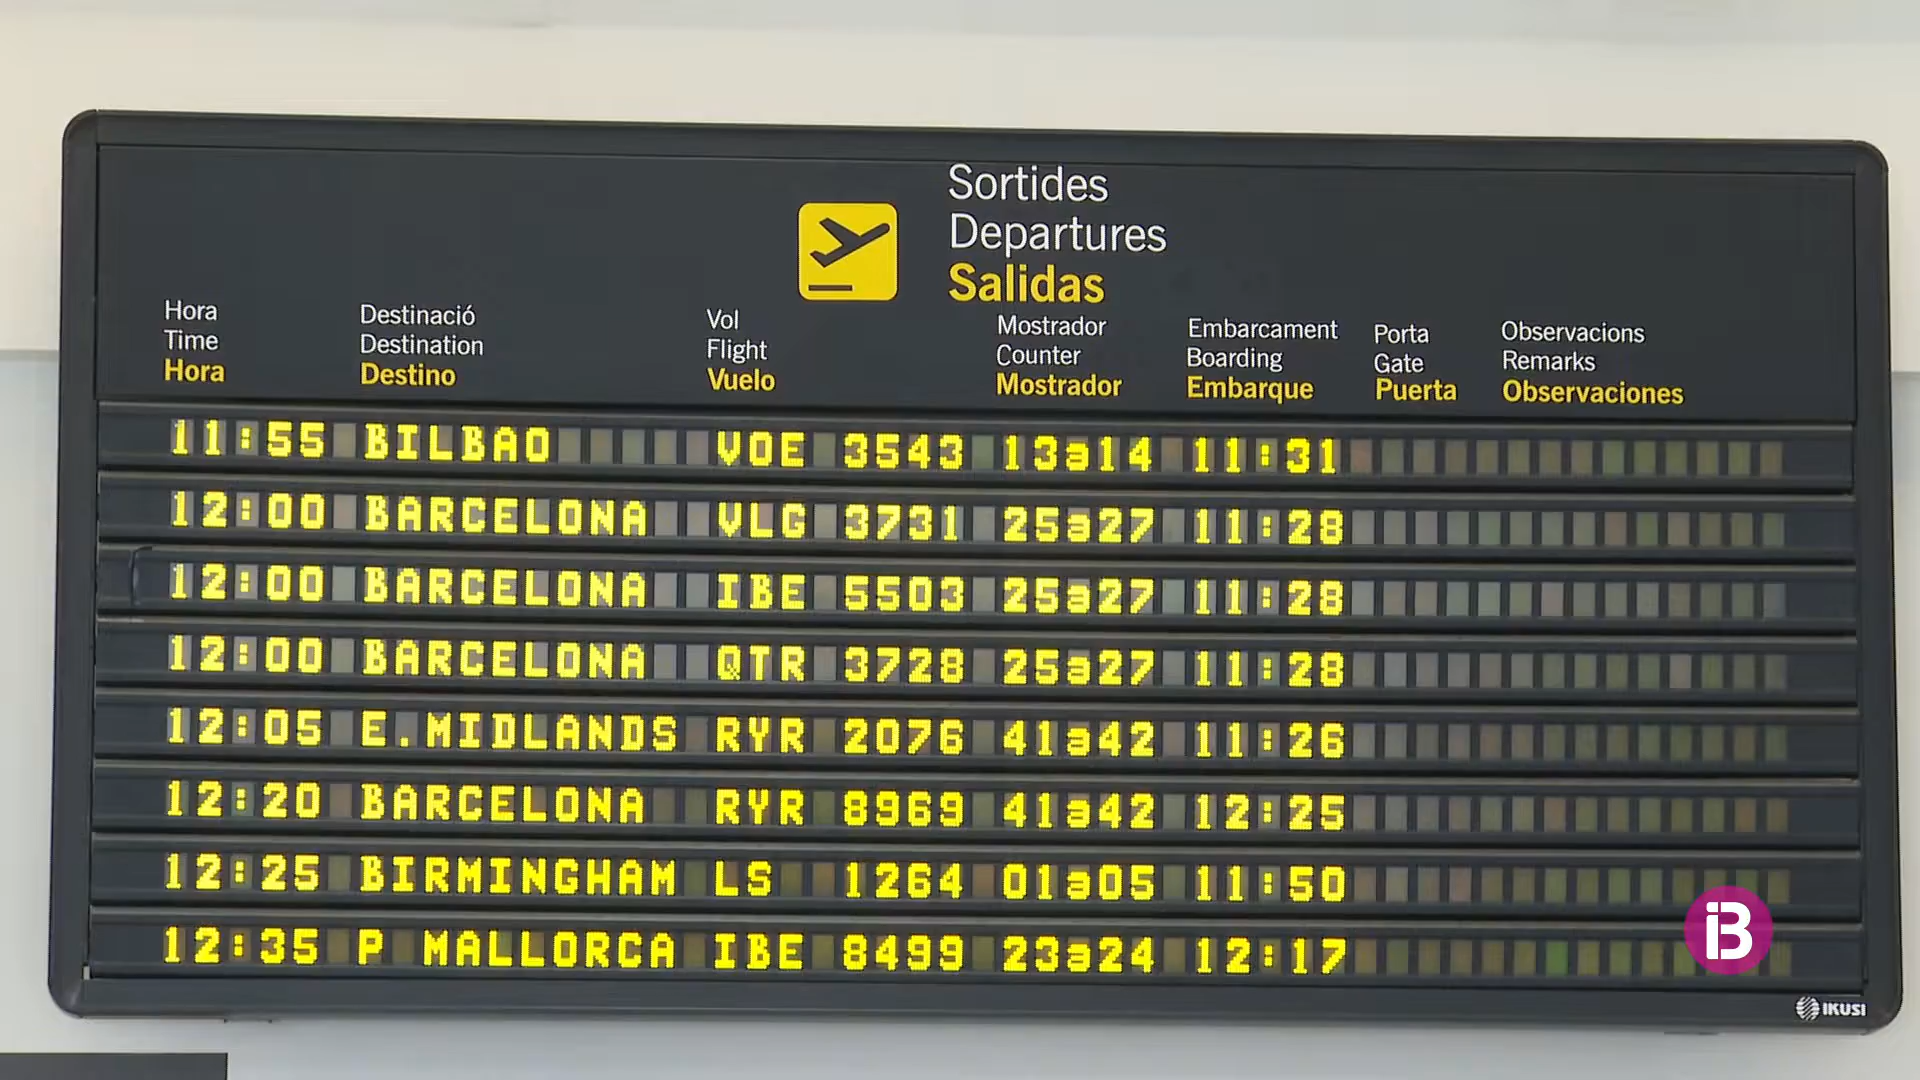 Sortides
Departures
Salidas
Hora Destinació Vol Mostrador Embarcament Porta Observacions
Time Destination Flight Counter Boarding Gate Remarks
Hora Destino Vuelo Mostrador Embarque Puerta Observaciones
11:55 BILBAO VOE 3543 13a14 11:31
12:00 BARCELONA VLG 3731 25a27 11:28
12:00 BARCELONA IBE 5503 25a27 11:28
12:00 BARCELONA QTR 3728 25a27 11:28
12:05 E.MIDLANDS RYR 2076 41a42 11:26
12:20 BARCELONA RYR 8969 41a42 12:25
12:25 BIRMINGHAM LS 1264 01a05 11:50
12:35 P MALLORCA IBE 8499 23a24 12:17
IB
IKUSI